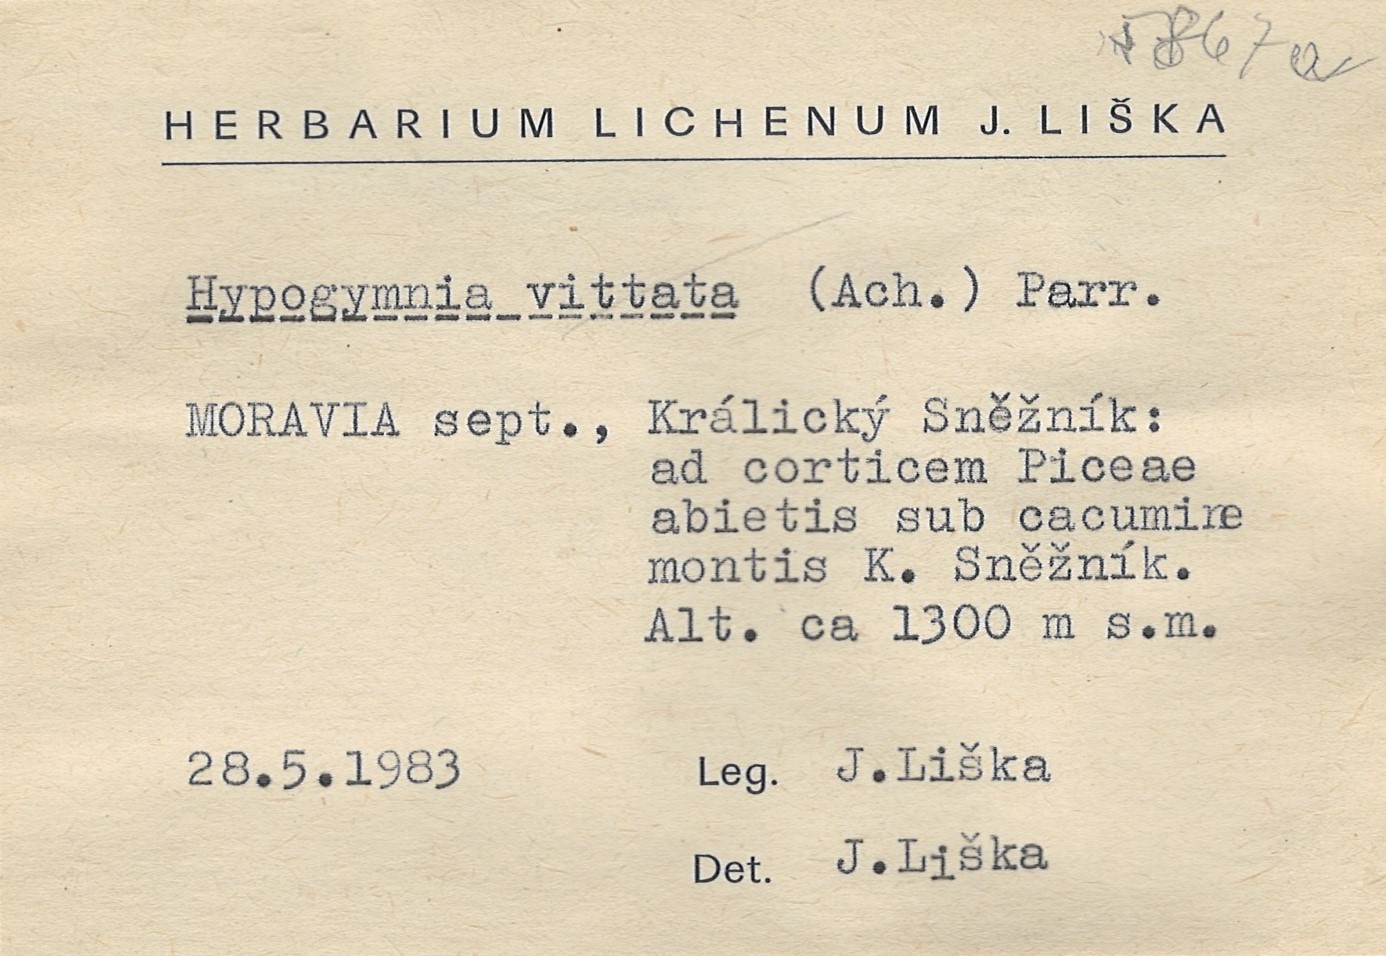 HERBARIUM LICHENUM J. LIŠKA
Hypogymnia vittata (Ach.) Parr.
MORAVIA sept., Králický Sněžník:
ad corticem Piceae
abietis sub cacumine
montis K. Sněžník.
Alt. ca 1300 m s.m.
28.5.1983 Leg. J.Liška
Det. J.Liška